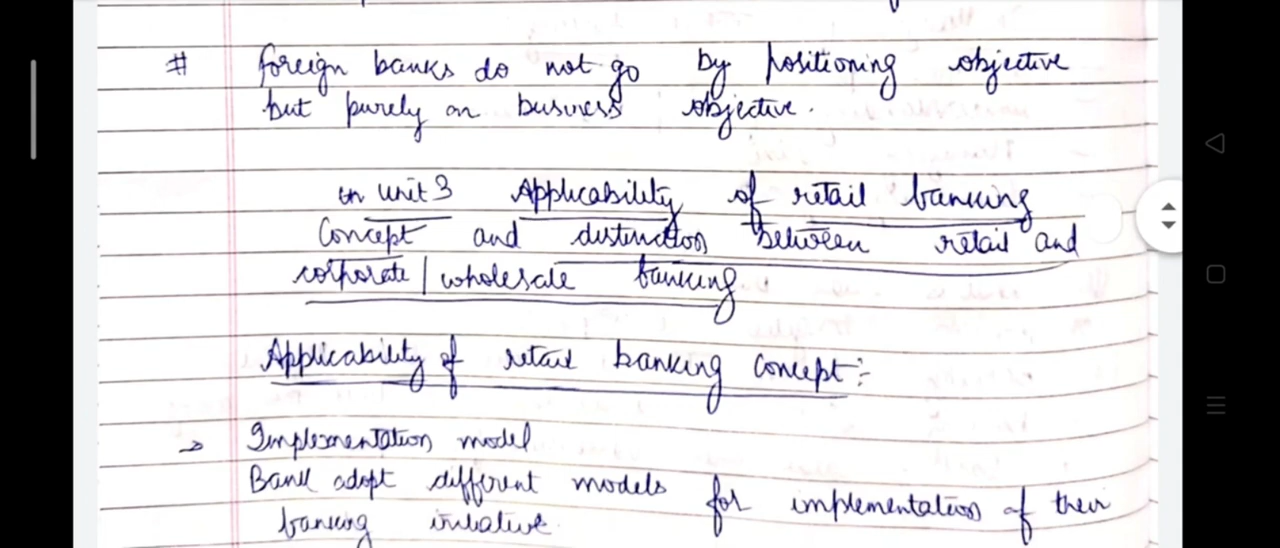 # foreign banks do not go by positioning objective
but purely on business objective.
in unit 3 Applicability of retail banking
Concept and distinction between retail and
corporate | wholesale banking
Applicability of retail banking concept :-
→ Implementation model
Bank adopt different models for implementation of their
banking initiative